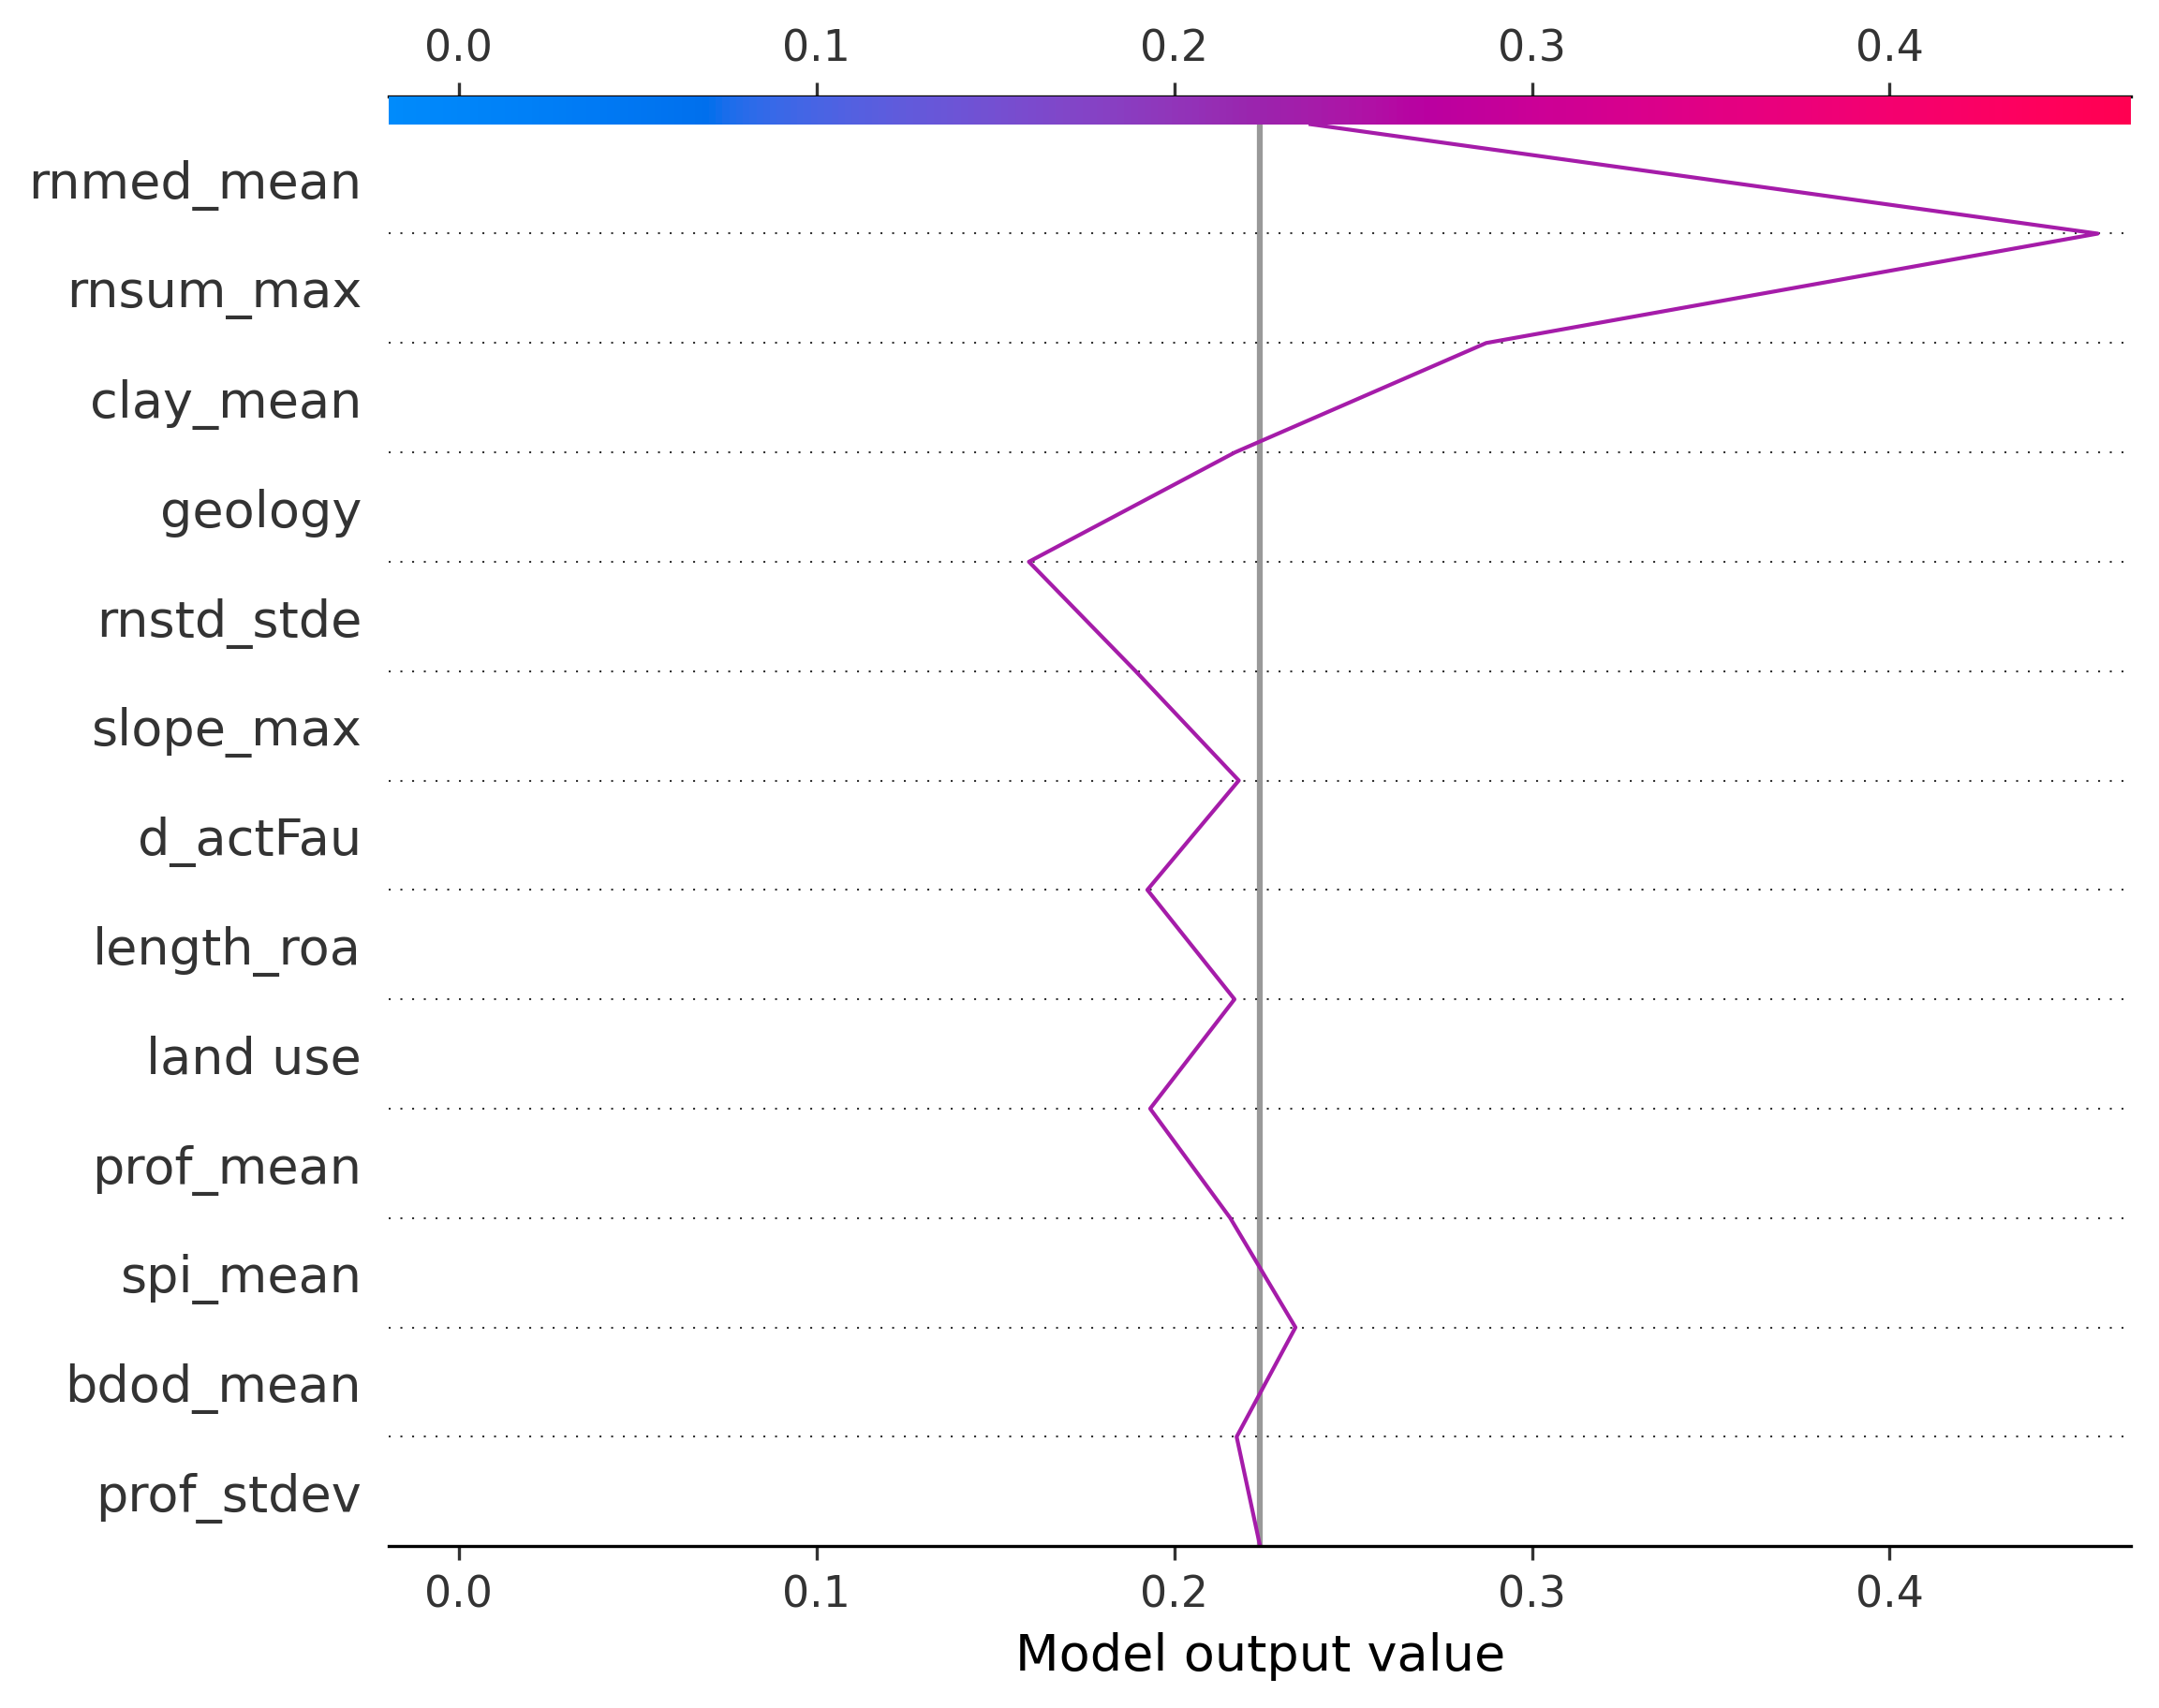 0.0 0.1 0.2 0.3 0.4
rnmed_mean
rnsum_max
clay_mean
geology
rnstd_stde
slope_max
d_actFau
length_roa
land use
prof_mean
spi_mean
bdod_mean
prof_stdev
0.0 0.1 0.2 0.3 0.4
Model output value